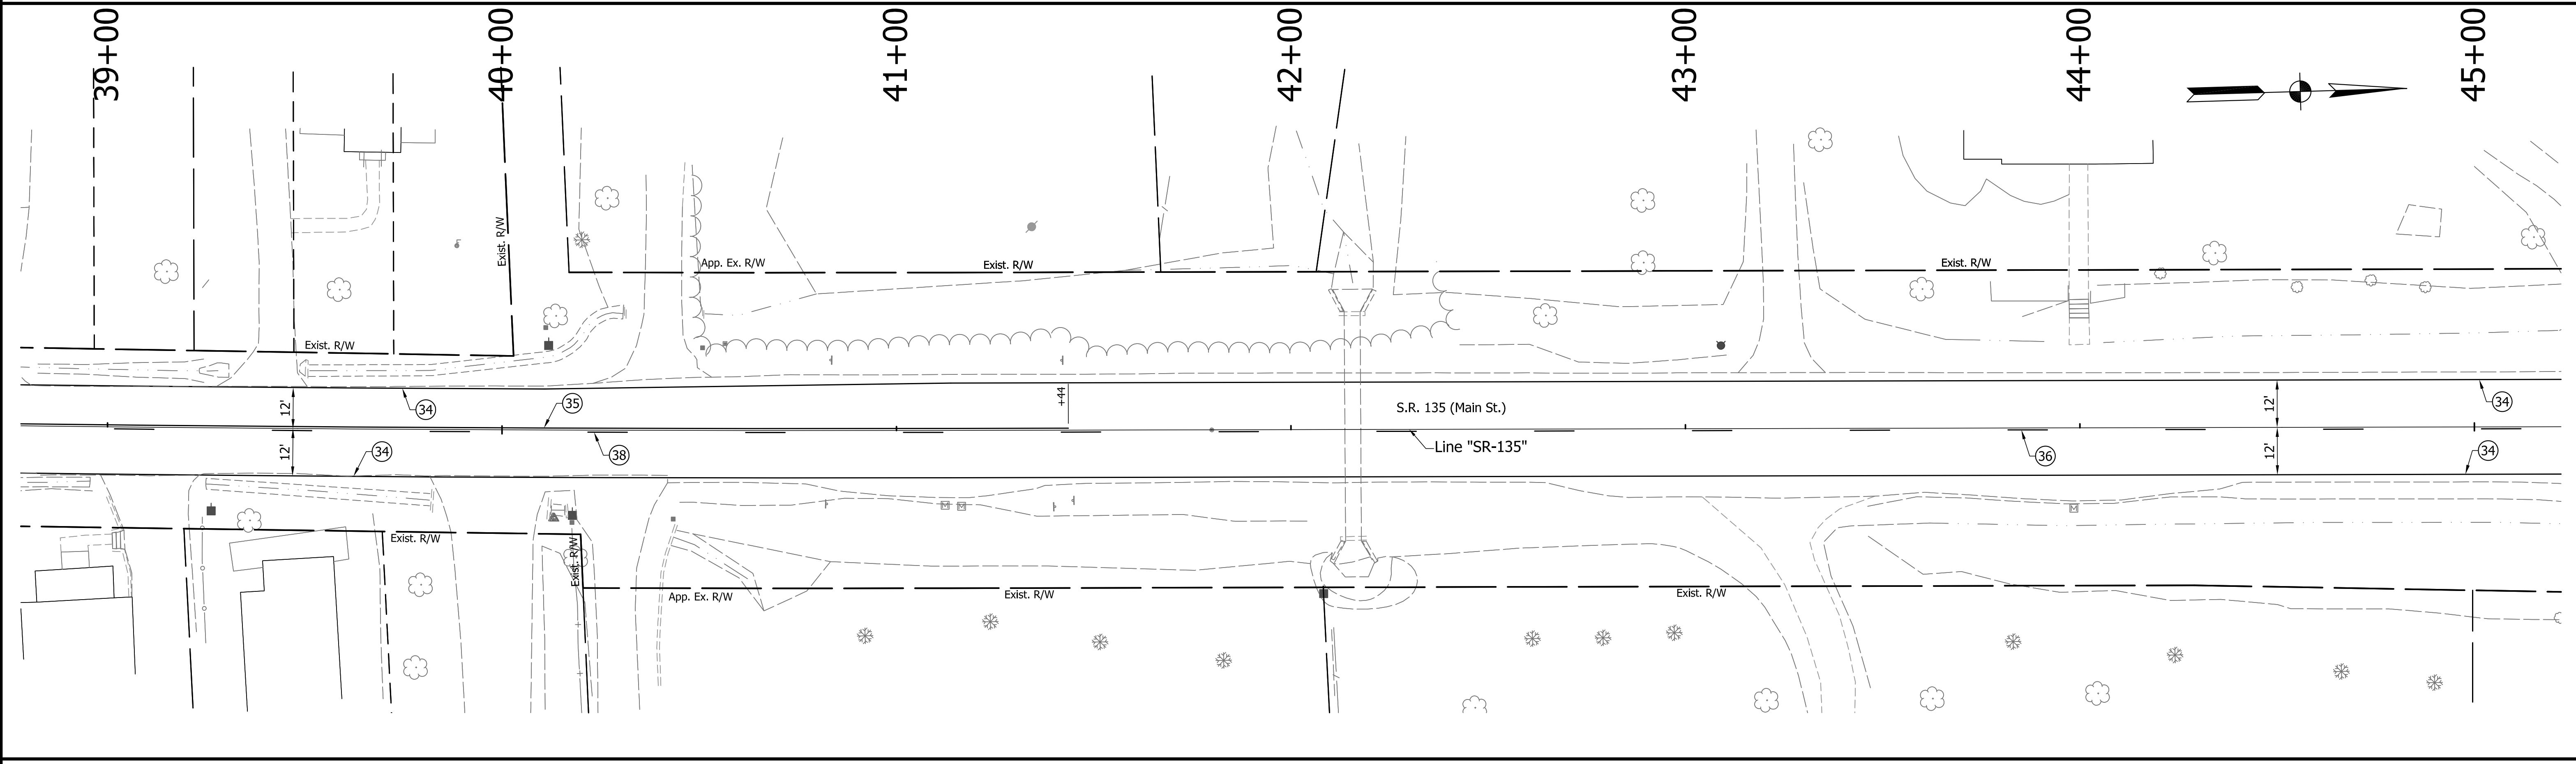 39+00
40+00
41+00
42+00
43+00
44+00
45+00
Exist. R/W
App. Ex. R/W
Exist. R/W
Exist. R/W
Exist. R/W
12'
34
35
+44
S.R. 135 (Main St.)
12'
34
12'
34
38
Line "SR-135"
36
12'
34
M
M
M
Exist. R/W
Exist. R/W
App. Ex. R/W
Exist. R/W
Exist. R/W